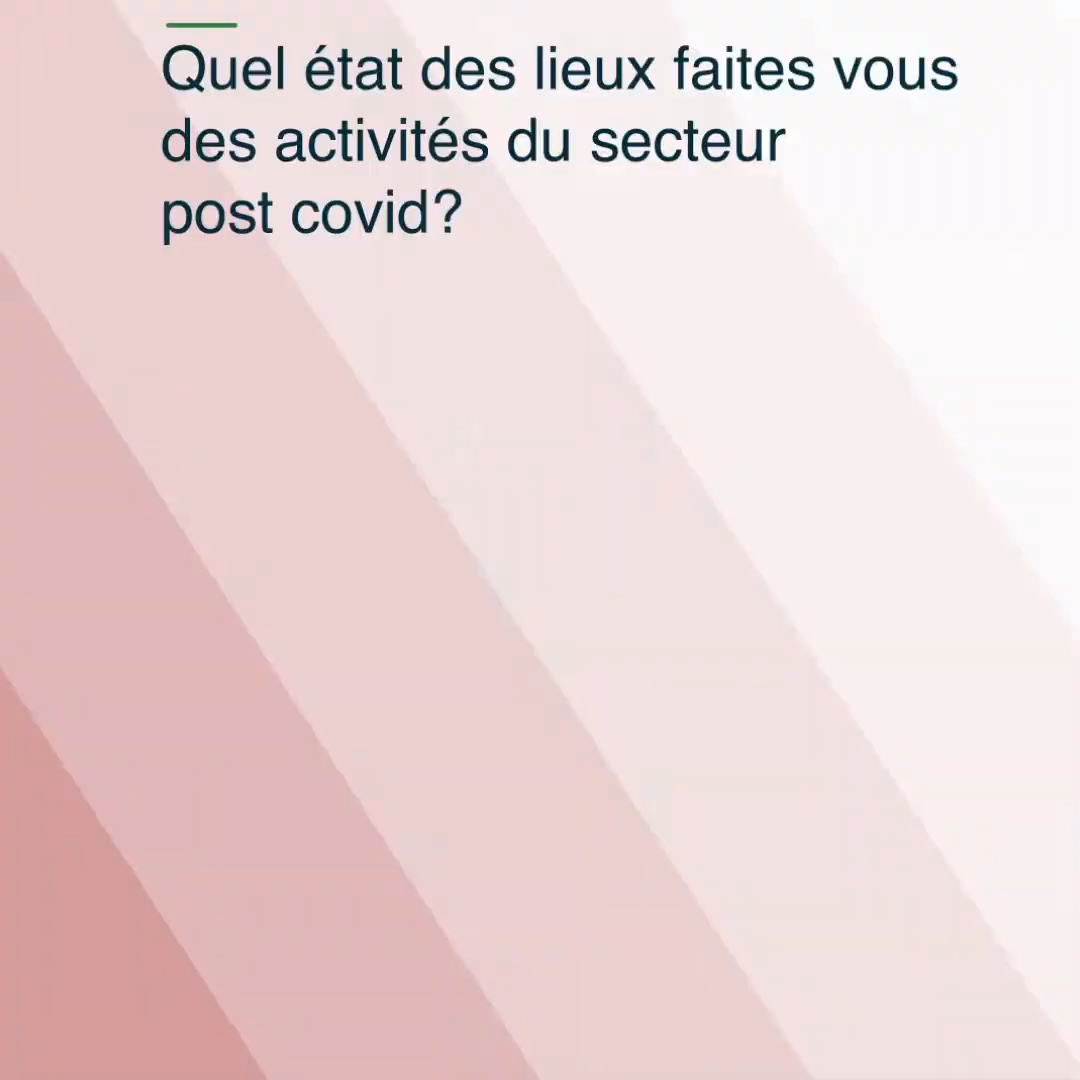 Quel état des lieux faites vous
des activités du secteur
post covid?